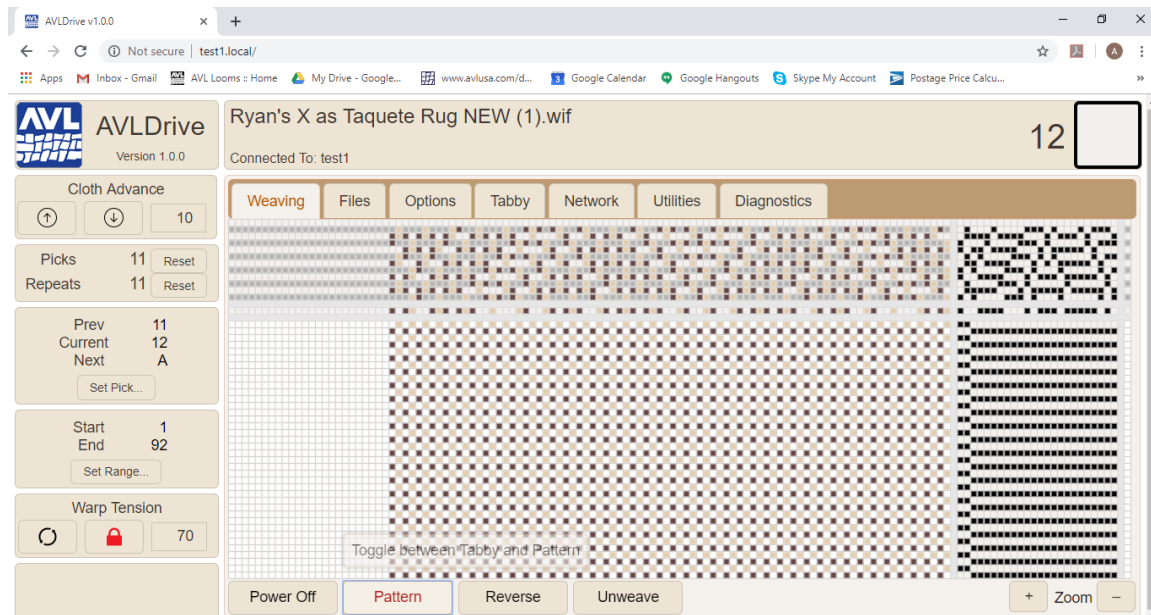 AVLDrive v1.0.0
Not secure test1.local/
Apps Inbox - Gmail AVL Looms :: Home My Drive - Google... www.avlusa.com/d... Google Calendar Google Hangouts Skype My Account Postage Price Calcu... »
AVL AVLDrive
Version 1.0.0
Ryan's X as Taquete Rug NEW (1).wif
Connected To: test1
12
Cloth Advance
10
Picks 11 Reset
Repeats 11 Reset
Prev 11
Current 12
Next A
Set Pick...
Start 1
End 92
Set Range...
Warp Tension
70
Weaving Files Options Tabby Network Utilities Diagnostics
Toggle between Tabby and Pattern
Power Off Pattern Reverse Unweave + Zoom −